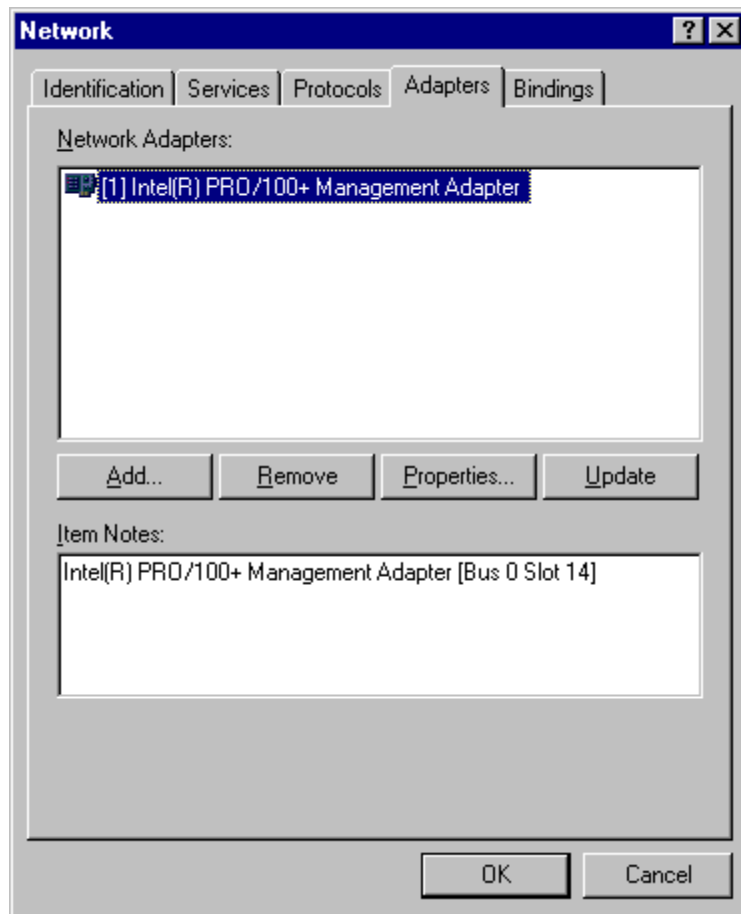 Network
Identification Services Protocols Adapters Bindings
Network Adapters:
[1] Intel(R) PRO/100+ Management Adapter
Add... Remove Properties... Update
Item Notes:
Intel(R) PRO/100+ Management Adapter [Bus 0 Slot 14]
OK Cancel